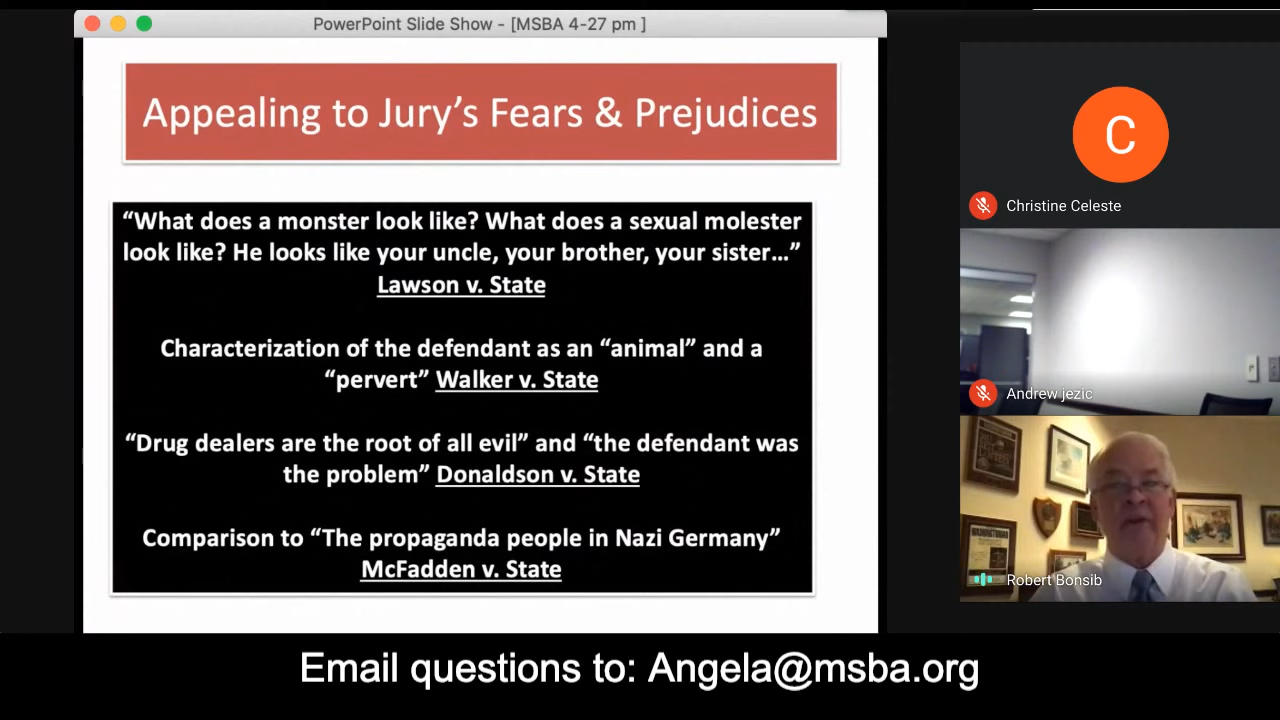 PowerPoint Slide Show - [MSBA 4-27 pm ]
Appealing to Jury’s Fears & Prejudices
“What does a monster look like? What does a sexual molester
look like? He looks like your uncle, your brother, your sister…”
Lawson v. State
Characterization of the defendant as an “animal” and a
“pervert” Walker v. State
“Drug dealers are the root of all evil” and “the defendant was
the problem” Donaldson v. State
Comparison to “The propaganda people in Nazi Germany”
McFadden v. State
C
Christine Celeste
Andrew jezic
Robert Bonsib
Email questions to: Angela@msba.org